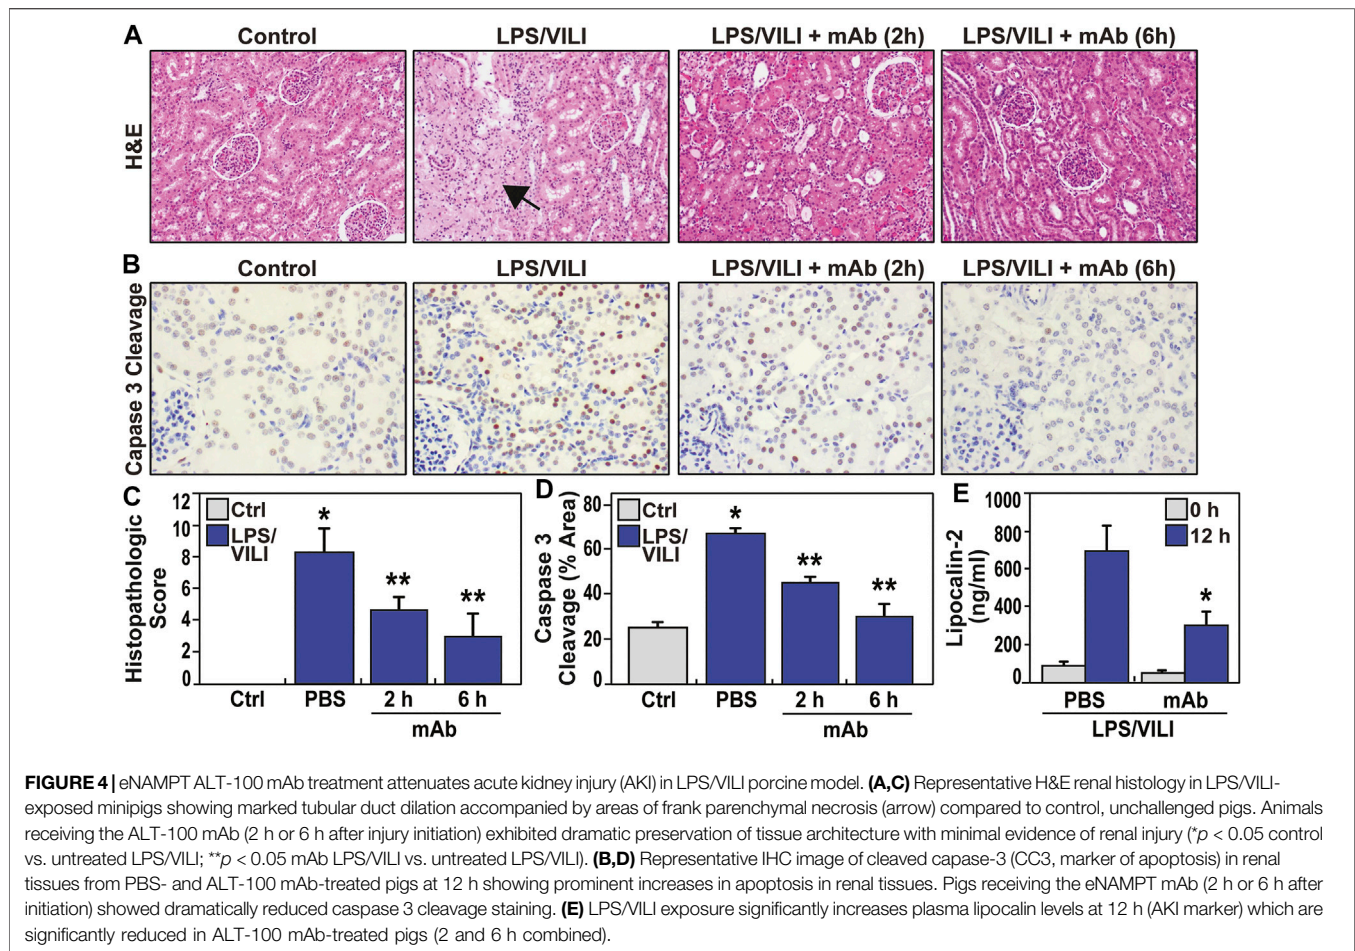 A Control LPS/VILI LPS/VILI + mAb (2h) LPS/VILI + mAb (6h)
H&E
B Control LPS/VILI LPS/VILI + mAb (2h) LPS/VILI + mAb (6h)
Capase 3 Cleavage
C
Histopathologic
Score
12
10
8
6
4
2
0
Ctrl
LPS/
VILI
*
**
**
Ctrl PBS 2 h 6 h
mAb
D
Caspase 3
Cleavage (% Area)
80
60
40
20
0
Ctrl
LPS/
VILI
*
**
**
Ctrl PBS 2 h 6 h
mAb
E
Lipocalin-2
(ng/ml)
1000
800
600
400
200
0
0 h
12 h
*
PBS mAb
LPS/VILI
FIGURE 4 | eNAMPT ALT-100 mAb treatment attenuates acute kidney injury (AKI) in LPS/VILI porcine model. (A,C) Representative H&E renal histology in LPS/VILI-
exposed minipigs showing marked tubular duct dilation accompanied by areas of frank parenchymal necrosis (arrow) compared to control, unchallenged pigs. Animals
receiving the ALT-100 mAb (2 h or 6 h after injury initiation) exhibited dramatic preservation of tissue architecture with minimal evidence of renal injury (*p < 0.05 control
vs. untreated LPS/VILI; **p < 0.05 mAb LPS/VILI vs. untreated LPS/VILI). (B,D) Representative IHC image of cleaved capase-3 (CC3, marker of apoptosis) in renal
tissues from PBS- and ALT-100 mAb-treated pigs at 12 h showing prominent increases in apoptosis in renal tissues. Pigs receiving the eNAMPT mAb (2 h or 6 h after
initiation) showed dramatically reduced caspase 3 cleavage staining. (E) LPS/VILI exposure significantly increases plasma lipocalin levels at 12 h (AKI marker) which are
significantly reduced in ALT-100 mAb-treated pigs (2 and 6 h combined).